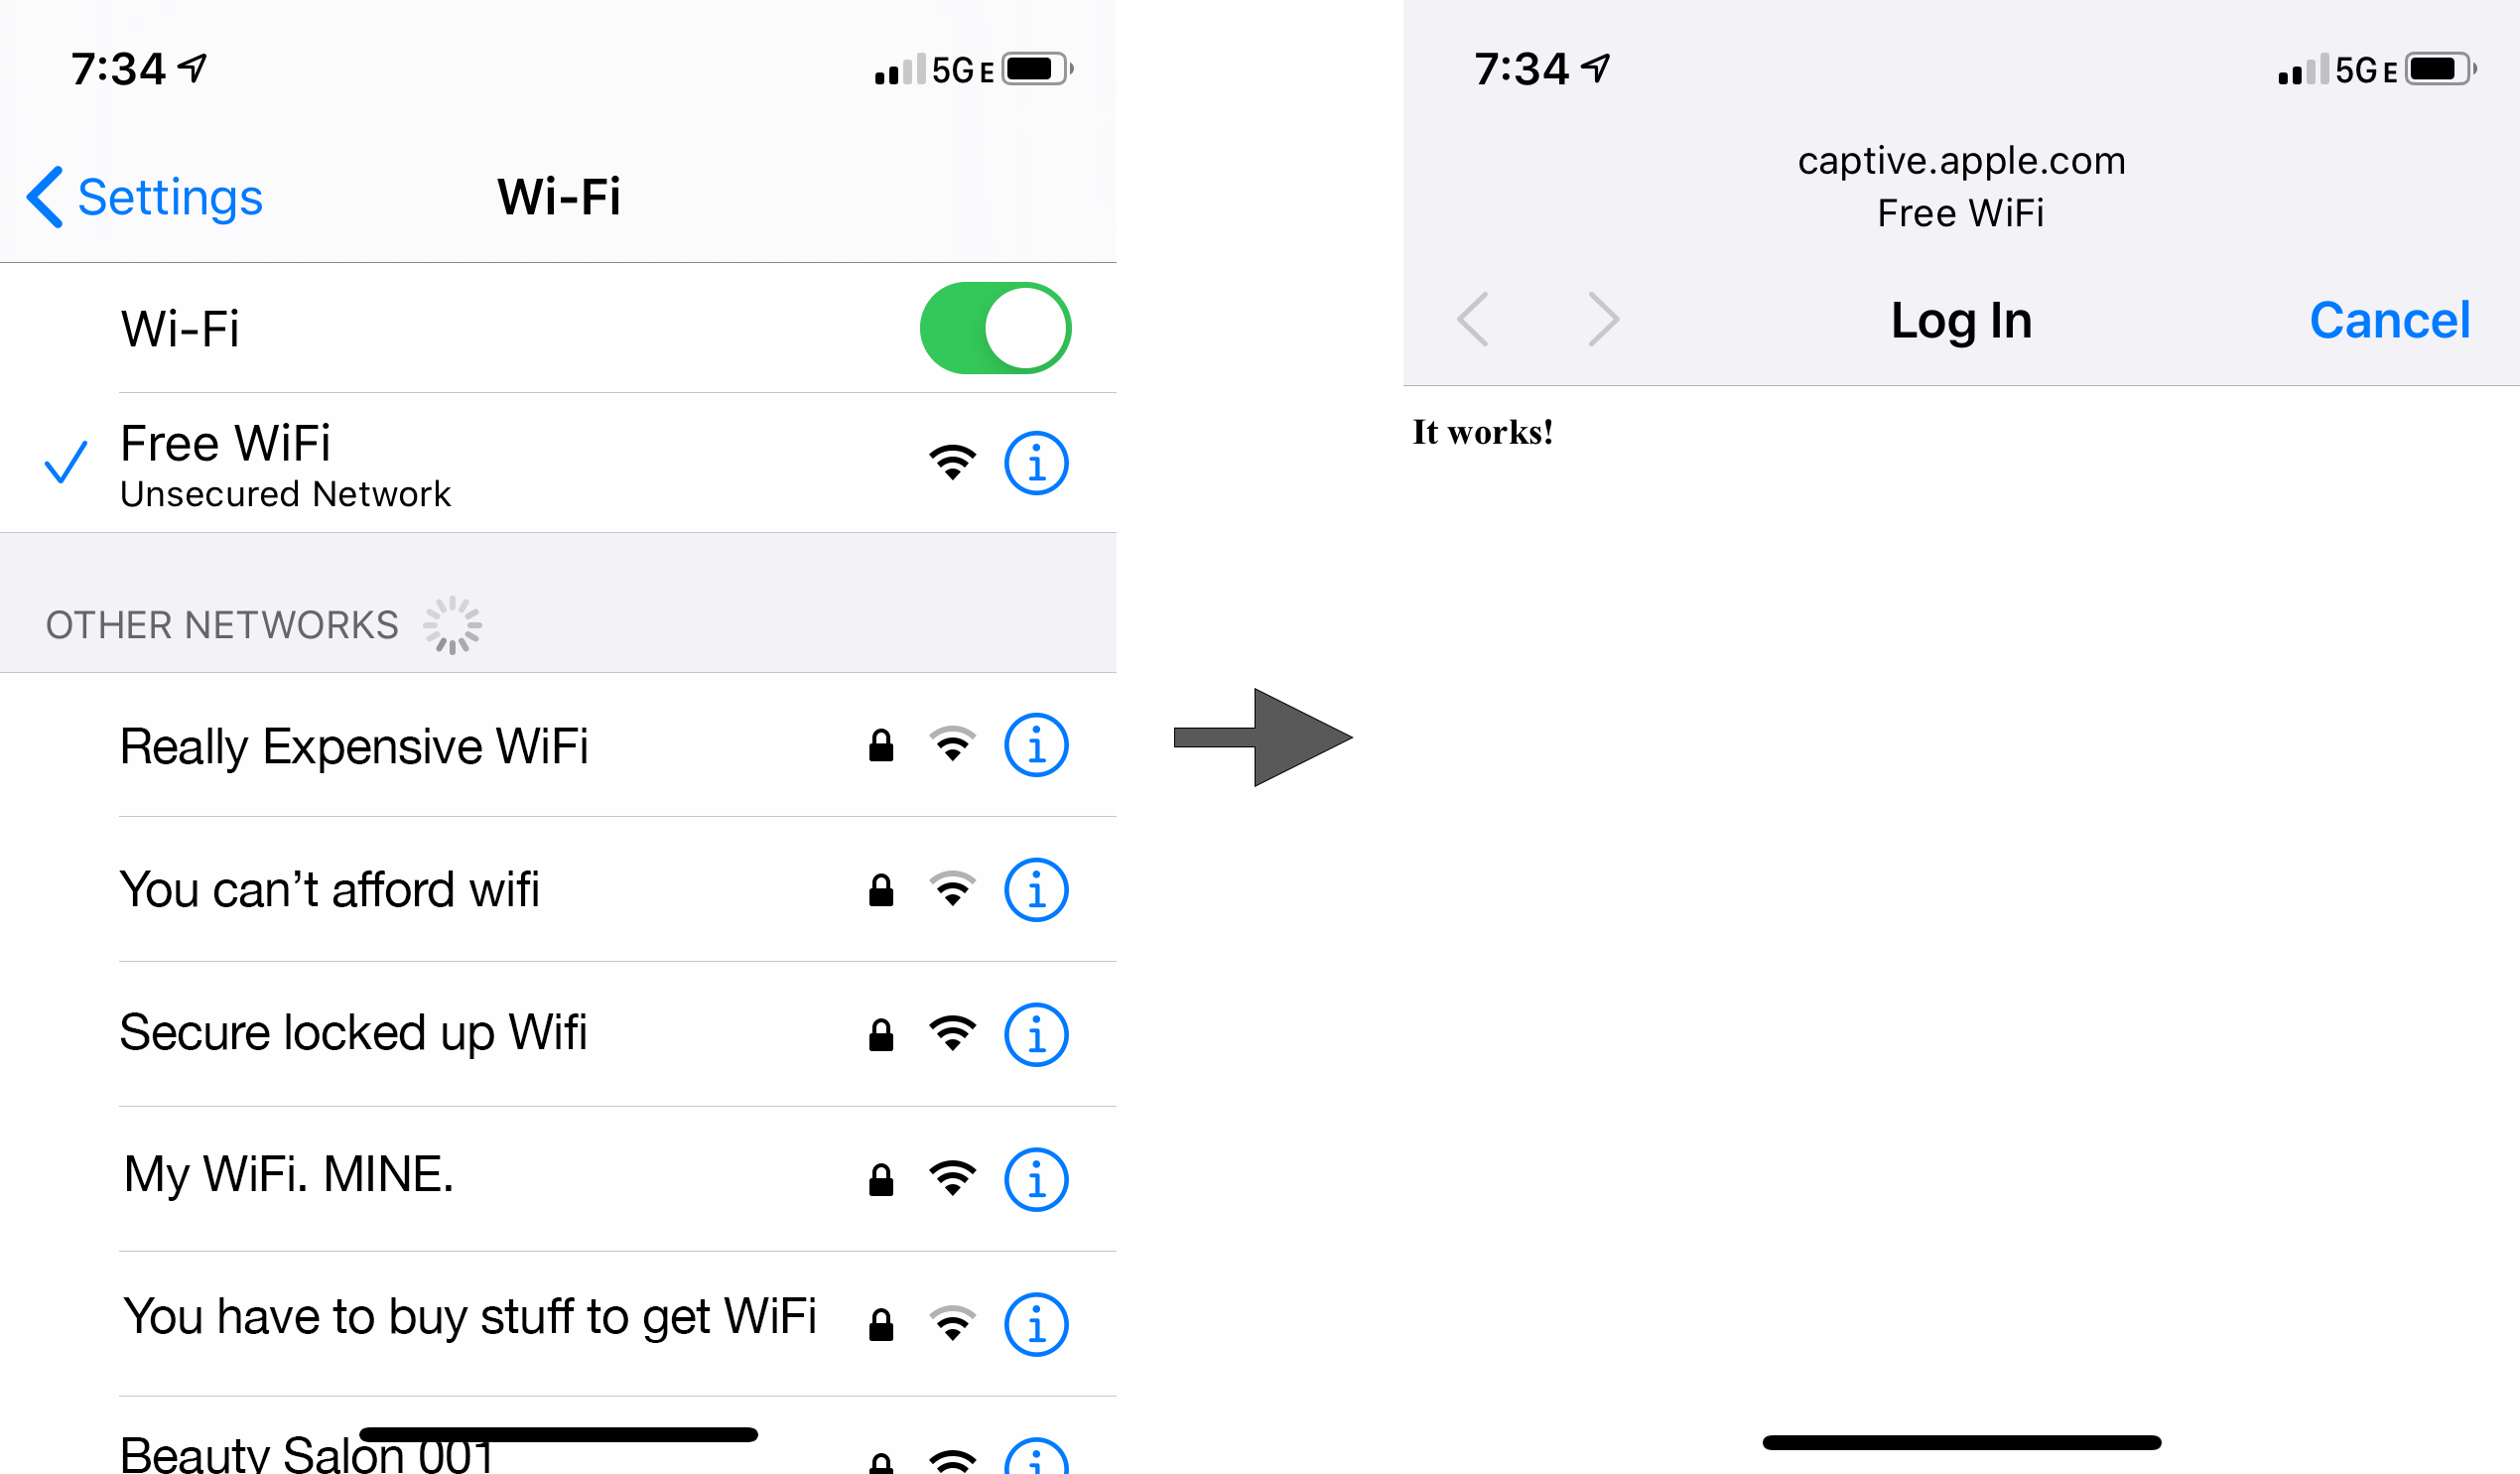 7:34
5G E
Settings
Wi-Fi
Wi-Fi
Free WiFi
Unsecured Network
OTHER NETWORKS
Really Expensive WiFi
You can’t afford wifi
Secure locked up Wifi
My WiFi. MINE.
You have to buy stuff to get WiFi
Beauty Salon 001
7:34
5G E
captive.apple.com
Free WiFi
Log In
Cancel
It works!